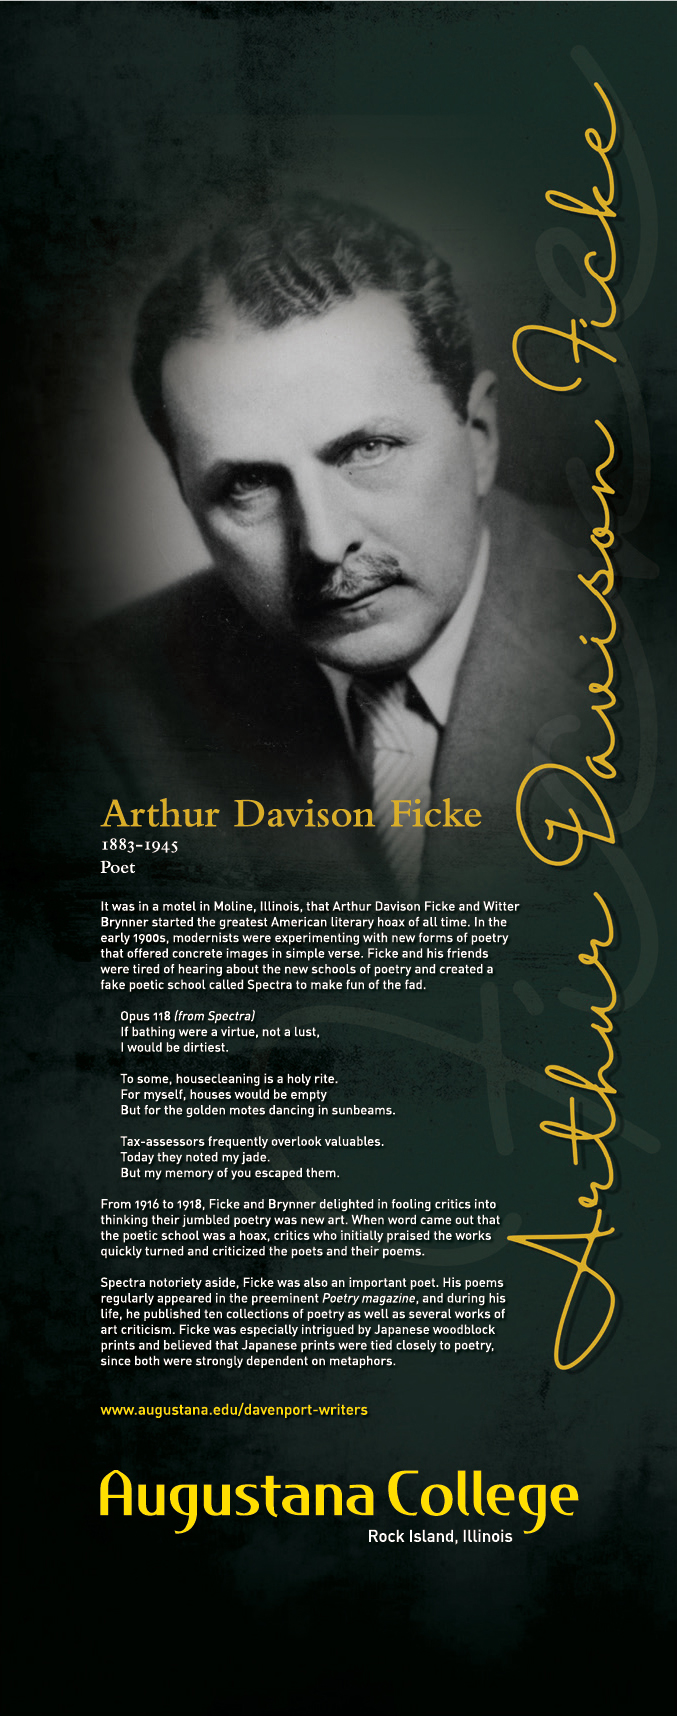 Arthur Davison Ficke
Arthur Davison Ficke
1883-1945
Poet
It was in a motel in Moline, Illinois, that Arthur Davison Ficke and Witter
Brynner started the greatest American literary hoax of all time. In the
early 1900s, modernists were experimenting with new forms of poetry
that offered concrete images in simple verse. Ficke and his friends
were tired of hearing about the new schools of poetry and created a
fake poetic school called Spectra to make fun of the fad.
Opus 118 (from Spectra)
If bathing were a virtue, not a lust,
I would be dirtiest.
To some, housecleaning is a holy rite.
For myself, houses would be empty
But for the golden motes dancing in sunbeams.
Tax-assessors frequently overlook valuables.
Today they noted my jade.
But my memory of you escaped them.
From 1916 to 1918, Ficke and Brynner delighted in fooling critics into
thinking their jumbled poetry was new art. When word came out that
the poetic school was a hoax, critics who initially praised the works
quickly turned and criticized the poets and their poems.
Spectra notoriety aside, Ficke was also an important poet. His poems
regularly appeared in the preeminent Poetry magazine, and during his
life, he published ten collections of poetry as well as several works of
art criticism. Ficke was especially intrigued by Japanese woodblock
prints and believed that Japanese prints were tied closely to poetry,
since both were strongly dependent on metaphors.
www.augustana.edu/davenport-writers
Augustana College
Rock Island, Illinois